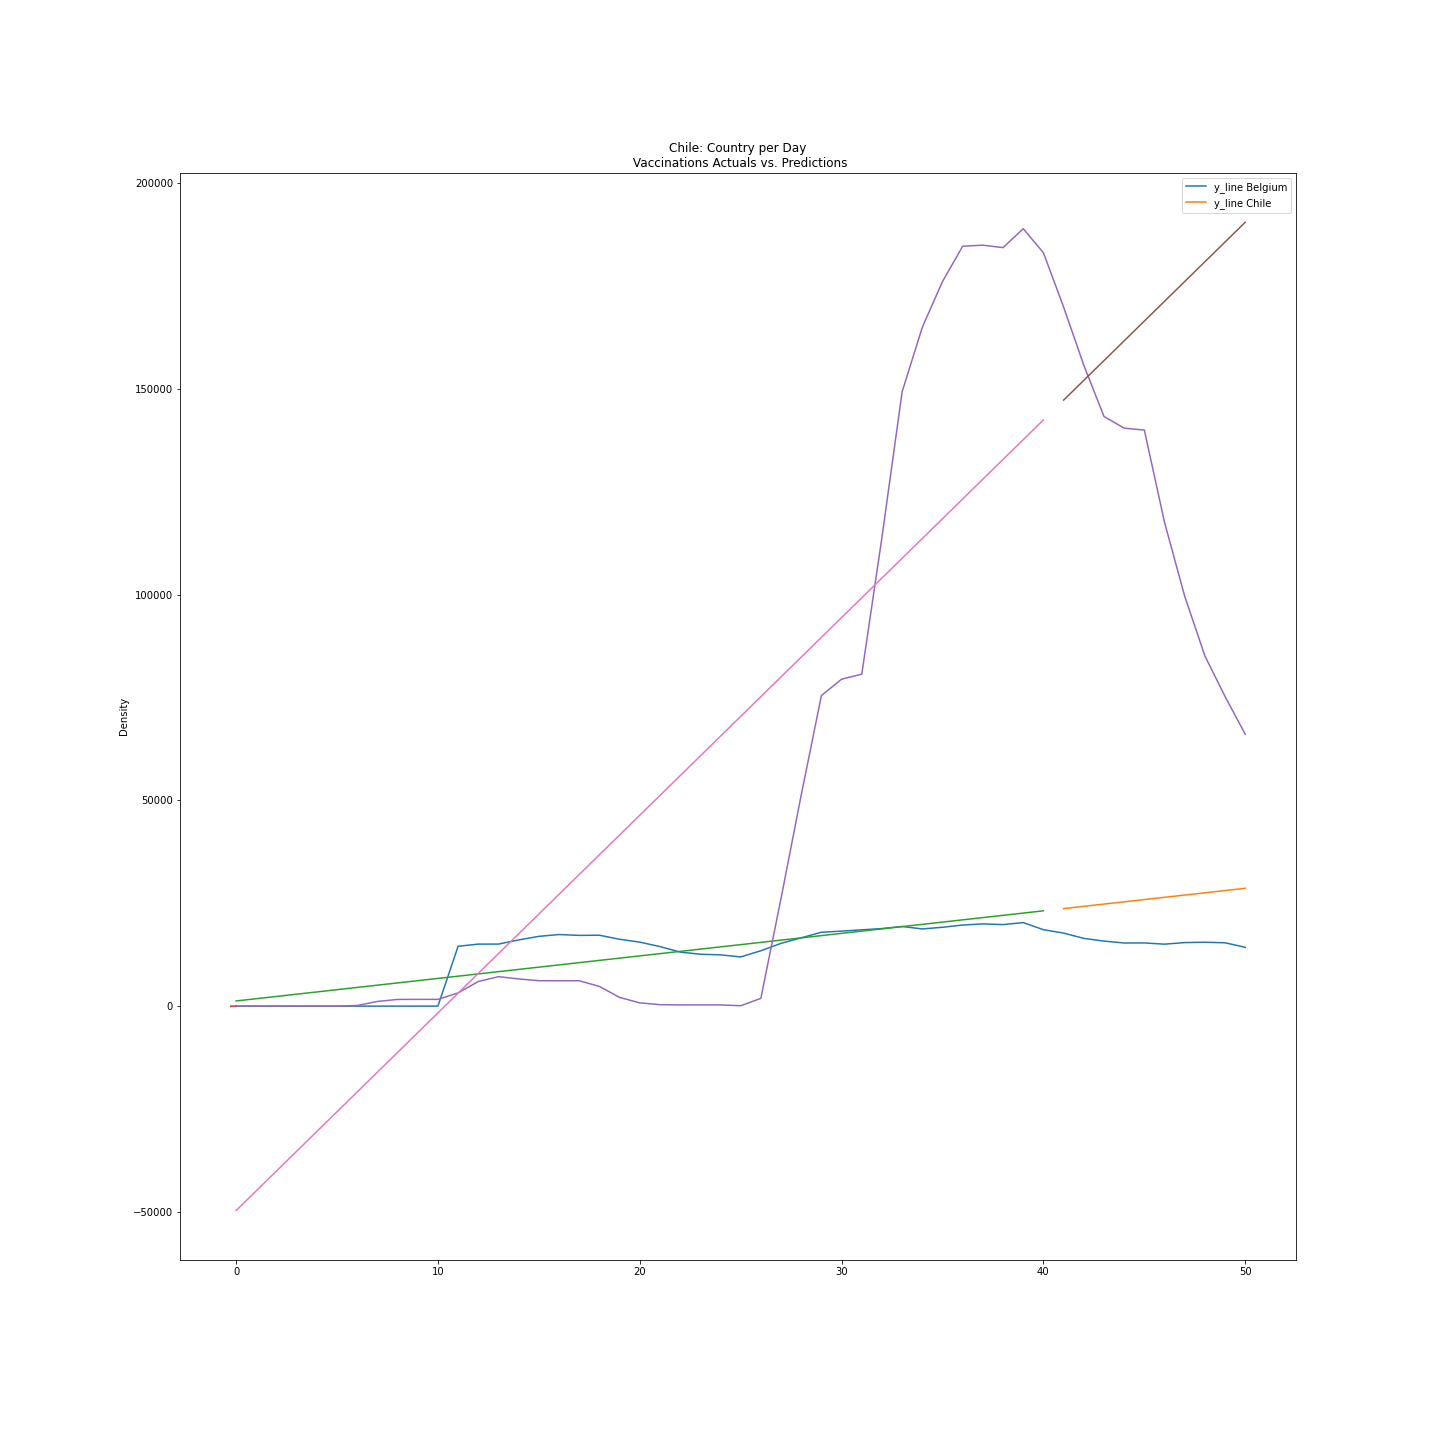 Chile: Country per Day
Vaccinations Actuals vs. Predictions
y_line Belgium
y_line Chile
200000
150000
100000
50000
0
−50000
Density
0 10 20 30 40 50